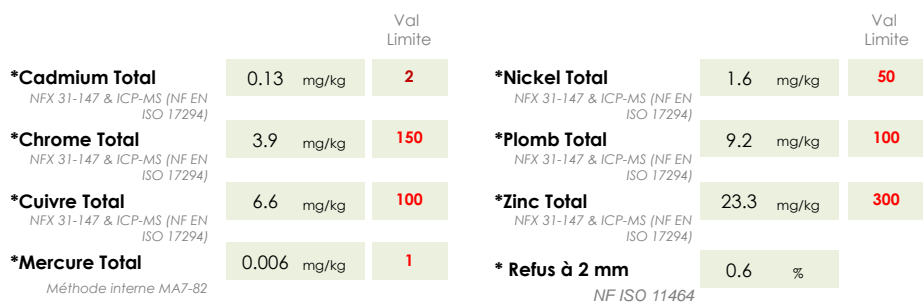 Val
Limite
*Cadmium Total 0.13 mg/kg 2
NFX 31-147 & ICP-MS (NF EN
ISO 17294)
*Chrome Total 3.9 mg/kg 150
NFX 31-147 & ICP-MS (NF EN
ISO 17294)
*Cuivre Total 6.6 mg/kg 100
NFX 31-147 & ICP-MS (NF EN
ISO 17294)
*Mercure Total 0.006 mg/kg 1
Méthode interne MA7-82
Val
Limite
*Nickel Total 1.6 mg/kg 50
NFX 31-147 & ICP-MS (NF EN
ISO 17294)
*Plomb Total 9.2 mg/kg 100
NFX 31-147 & ICP-MS (NF EN
ISO 17294)
*Zinc Total 23.3 mg/kg 300
NFX 31-147 & ICP-MS (NF EN
ISO 17294)
* Refus à 2 mm 0.6 %
NF ISO 11464